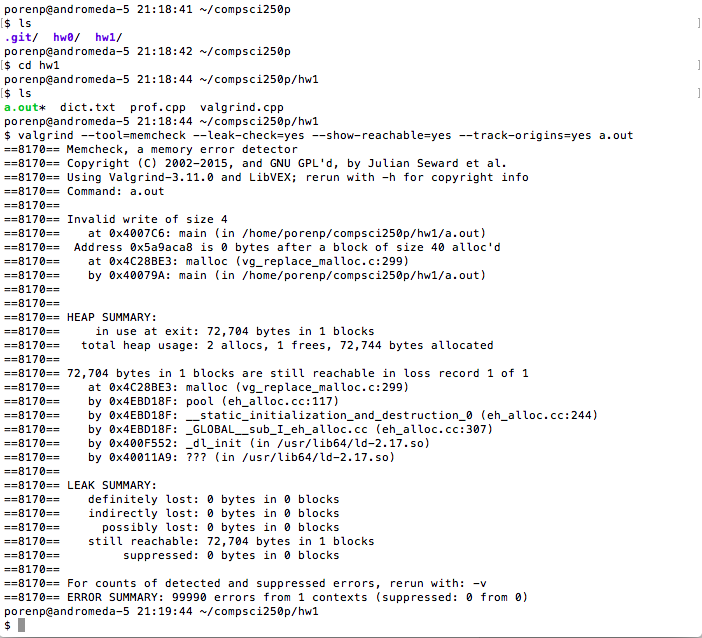 porenp@andromeda-5 21:18:41 ~/compsci250p
[$ ls ]
.git/  hw0/  hw1/
porenp@andromeda-5 21:18:42 ~/compsci250p
[$ cd hw1 ]
porenp@andromeda-5 21:18:44 ~/compsci250p/hw1
[$ ls ]
a.out*  dict.txt  prof.cpp  valgrind.cpp
porenp@andromeda-5 21:18:44 ~/compsci250p/hw1
$ valgrind --tool=memcheck --leak-check=yes --show-reachable=yes --track-origins=yes a.out
==8170== Memcheck, a memory error detector
==8170== Copyright (C) 2002-2015, and GNU GPL'd, by Julian Seward et al.
==8170== Using Valgrind-3.11.0 and LibVEX; rerun with -h for copyright info
==8170== Command: a.out
==8170==
==8170== Invalid write of size 4
==8170==    at 0x4007C6: main (in /home/porenp/compsci250p/hw1/a.out)
==8170==  Address 0x5a9aca8 is 0 bytes after a block of size 40 alloc'd
==8170==    at 0x4C28BE3: malloc (vg_replace_malloc.c:299)
==8170==    by 0x40079A: main (in /home/porenp/compsci250p/hw1/a.out)
==8170==
==8170==
==8170== HEAP SUMMARY:
==8170==     in use at exit: 72,704 bytes in 1 blocks
==8170==   total heap usage: 2 allocs, 1 frees, 72,744 bytes allocated
==8170==
==8170== 72,704 bytes in 1 blocks are still reachable in loss record 1 of 1
==8170==    at 0x4C28BE3: malloc (vg_replace_malloc.c:299)
==8170==    by 0x4EBD18F: pool (eh_alloc.cc:117)
==8170==    by 0x4EBD18F: __static_initialization_and_destruction_0 (eh_alloc.cc:244)
==8170==    by 0x4EBD18F: _GLOBAL__sub_I_eh_alloc.cc (eh_alloc.cc:307)
==8170==    by 0x400F552: _dl_init (in /usr/lib64/ld-2.17.so)
==8170==    by 0x40011A9: ??? (in /usr/lib64/ld-2.17.so)
==8170==
==8170== LEAK SUMMARY:
==8170==    definitely lost: 0 bytes in 0 blocks
==8170==    indirectly lost: 0 bytes in 0 blocks
==8170==      possibly lost: 0 bytes in 0 blocks
==8170==    still reachable: 72,704 bytes in 1 blocks
==8170==         suppressed: 0 bytes in 0 blocks
==8170==
==8170== For counts of detected and suppressed errors, rerun with: -v
==8170== ERROR SUMMARY: 99990 errors from 1 contexts (suppressed: 0 from 0)
porenp@andromeda-5 21:19:44 ~/compsci250p/hw1
$